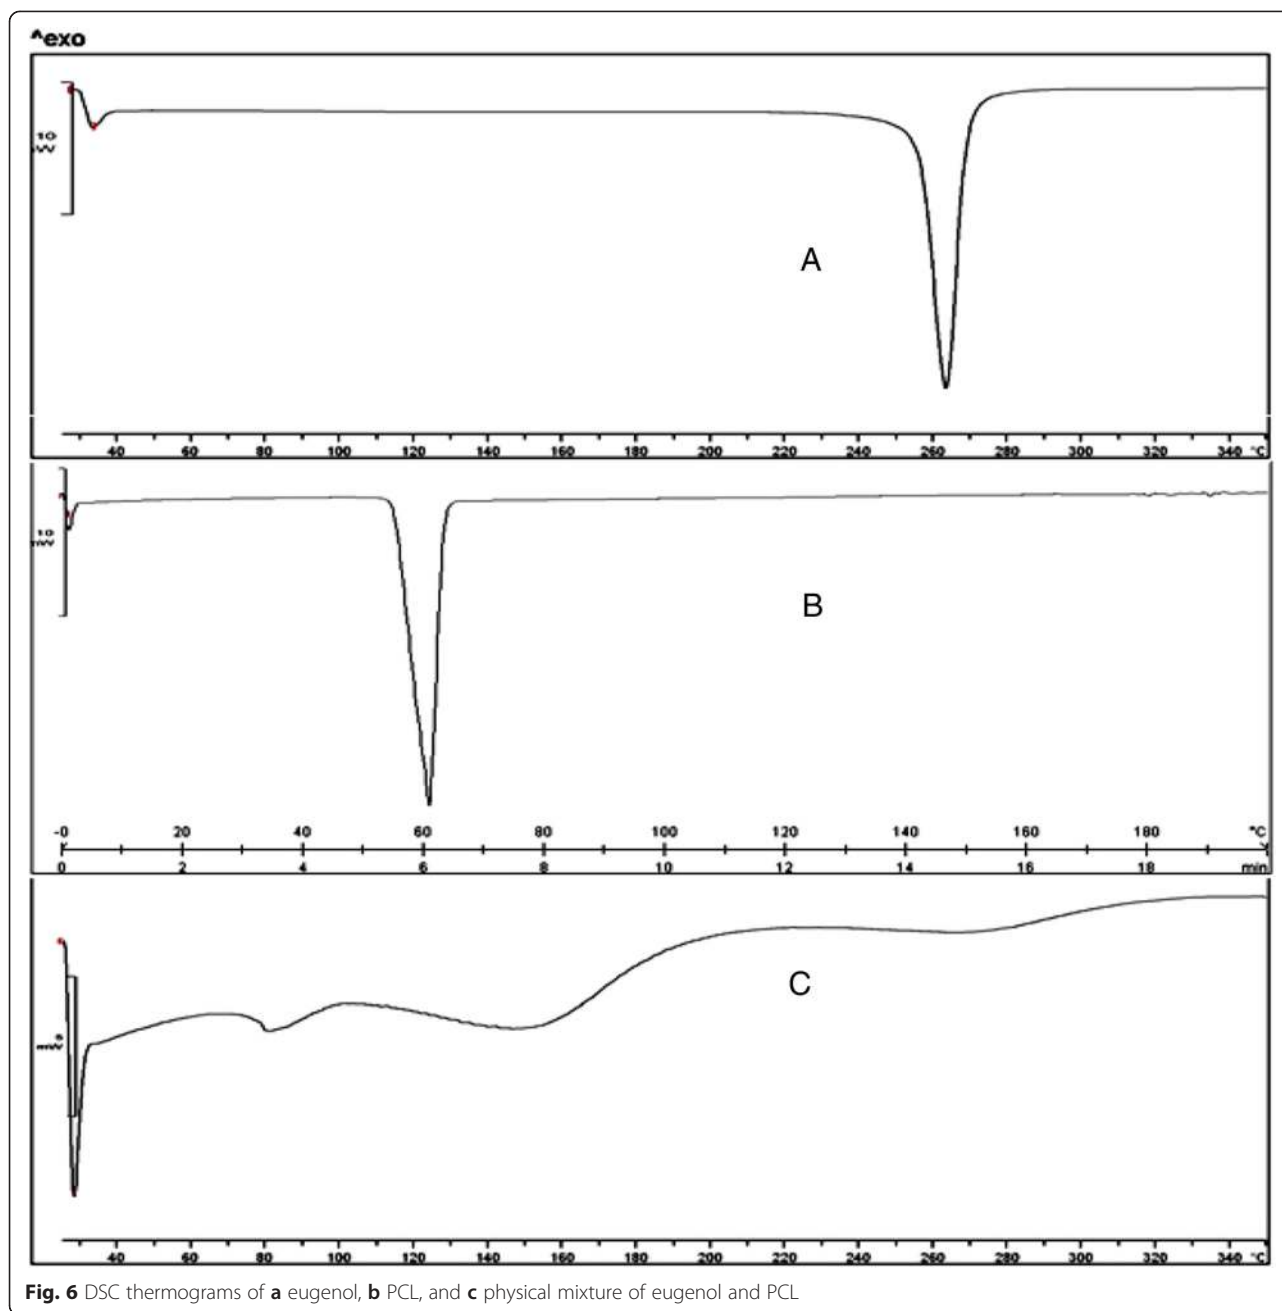 ^exo
10
A
40 60 80 100 120 140 160 180 200 220 240 260 280 300 320 340 °C
10
mW
B
-0 20 40 60 80 100 120 140 160 180 °C
0 2 4 6 8 10 12 14 16 18 min
C
mW
40 60 80 100 120 140 160 180 200 220 240 260 280 300 320 340 °C
Fig. 6 DSC thermograms of a eugenol, b PCL, and c physical mixture of eugenol and PCL